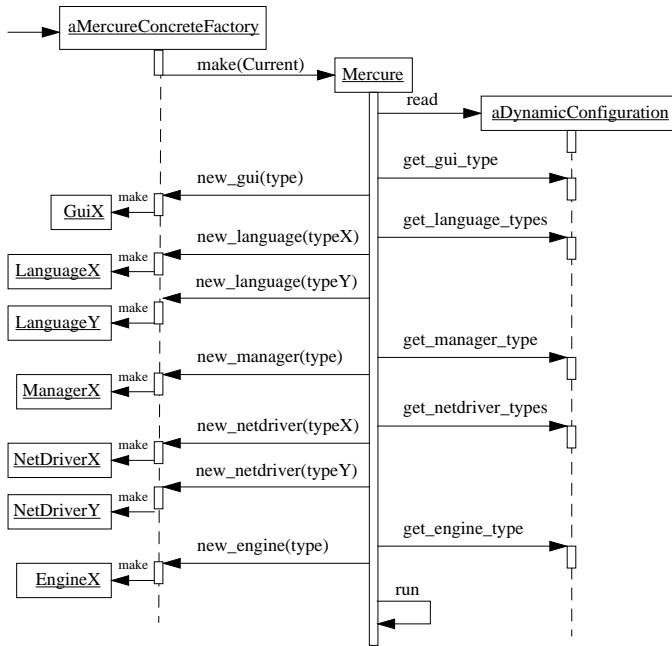 aMercureConcreteFactory
make(Current)
Mercure
read
aDynamicConfiguration
get_gui_type
new_gui(type)
make
GuiX
get_language_types
new_language(typeX)
make
LanguageX
new_language(typeY)
make
LanguageY
get_manager_type
new_manager(type)
make
ManagerX
get_netdriver_types
new_netdriver(typeX)
make
NetDriverX
new_netdriver(typeY)
make
NetDriverY
get_engine_type
new_engine(type)
make
EngineX
run